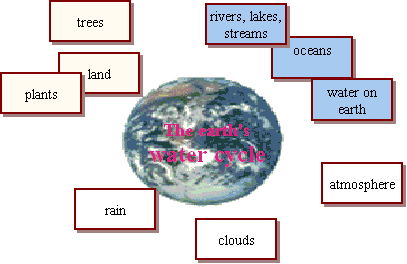 trees
rivers, lakes,
streams
oceans
land
plants
water on
earth
The earth's
water cycle
atmosphere
rain
clouds